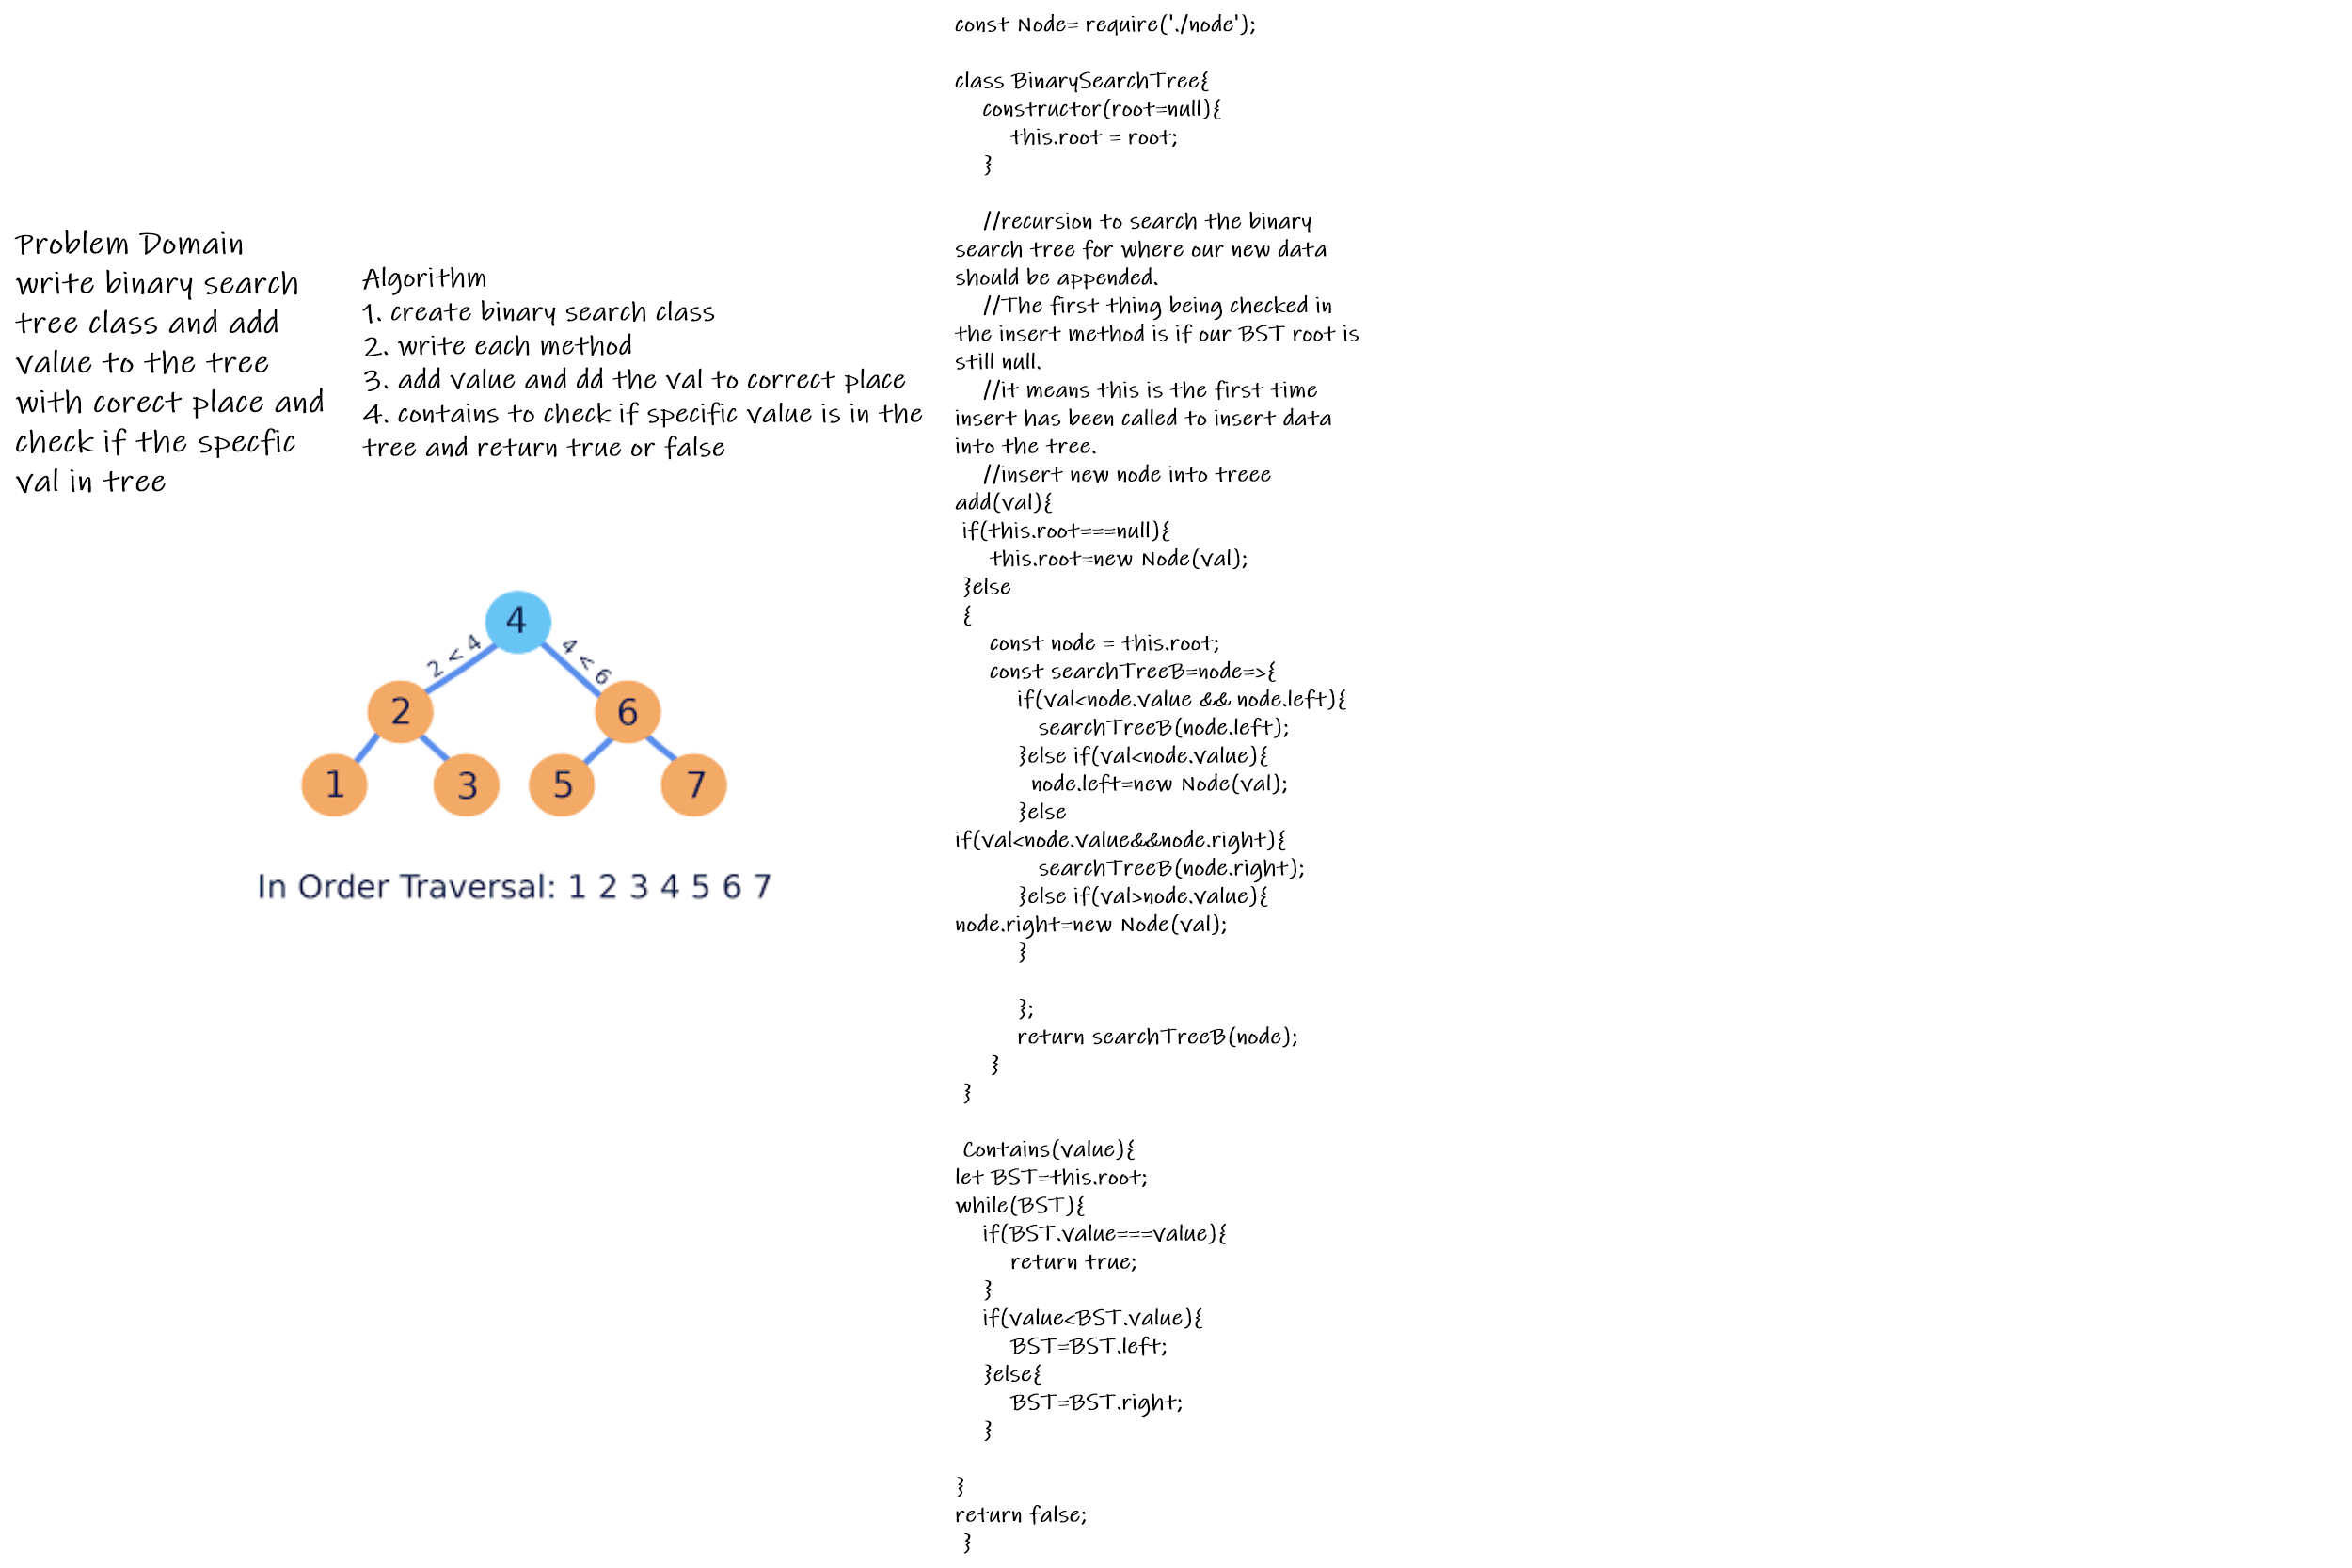 Problem Domain
write binary search
tree class and add
value to the tree
with corect place and
check if the specfic
val in tree
Algorithm
1. create binary search class
2. write each method
3. add value and dd the val to correct place
4. contains to check if specific value is in the
tree and return true or false
4
2 < 4
4 < 6
2
6
1
3
5
7
In Order Traversal: 1 2 3 4 5 6 7
const Node= require('./node');
class BinarySearchTree{
constructor(root=null){
this.root = root;
}
//recursion to search the binary
search tree for where our new data
should be appended.
//The first thing being checked in
the insert method is if our BST root is
still null.
//it means this is the first time
insert has been called to insert data
into the tree.
//insert new node into treee
add(val){
if(this.root===null){
this.root=new Node(val);
}else
{
const node = this.root;
const searchTreeB=node=>{
if(val<node.value && node.left){
searchTreeB(node.left);
}else if(val<node.value){
node.left=new Node(val);
}else
if(val<node.value&&node.right){
searchTreeB(node.right);
}else if(val>node.value){
node.right=new Node(val);
}
};
return searchTreeB(node);
}
}
Contains(value){
let BST=this.root;
while(BST){
if(BST.value===value){
return true;
}
if(value<BST.value){
BST=BST.left;
}else{
BST=BST.right;
}
}
return false;
}